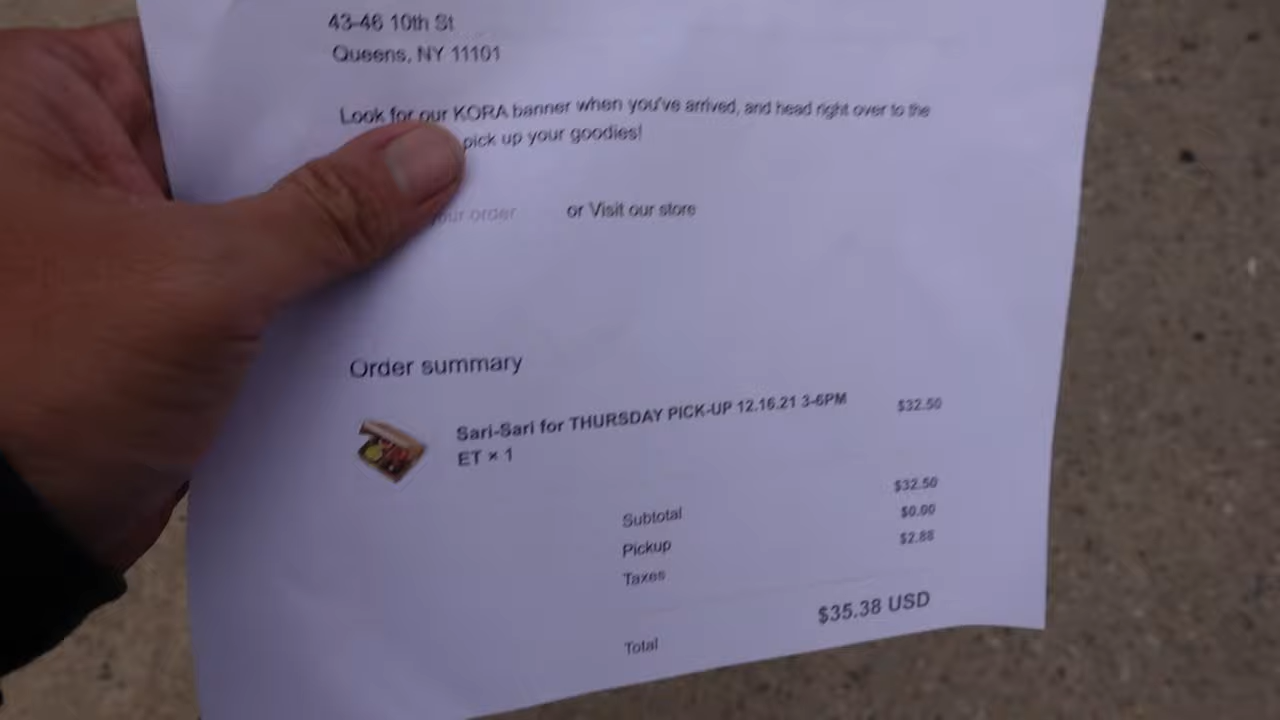 43-46 10th St
Queens, NY 11101
Look for our KORA banner when you've arrived, and head right over to the
pick up your goodies!
your order or Visit our store
Order summary
Sari-Sari for THURSDAY PICK-UP 12.16.21 3-6PM $32.50
ET × 1
Subtotal $32.50
Pickup $0.00
Taxes $2.88
Total $35.38 USD